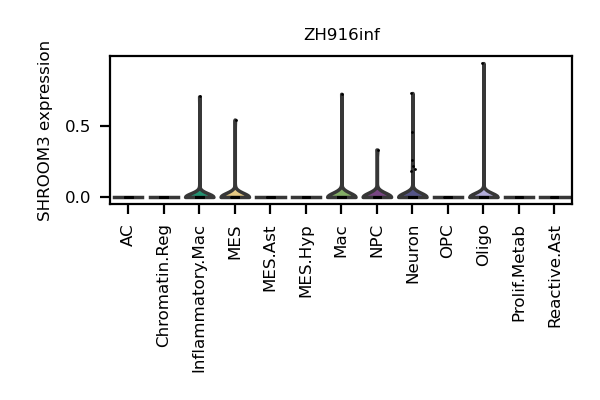 ZH916inf
SHROOM3 expression
0.5
0.0
AC
Chromatin.Reg
Inflammatory.Mac
MES
MES.Ast
MES.Hyp
Mac
NPC
Neuron
OPC
Oligo
Prolif.Metab
Reactive.Ast